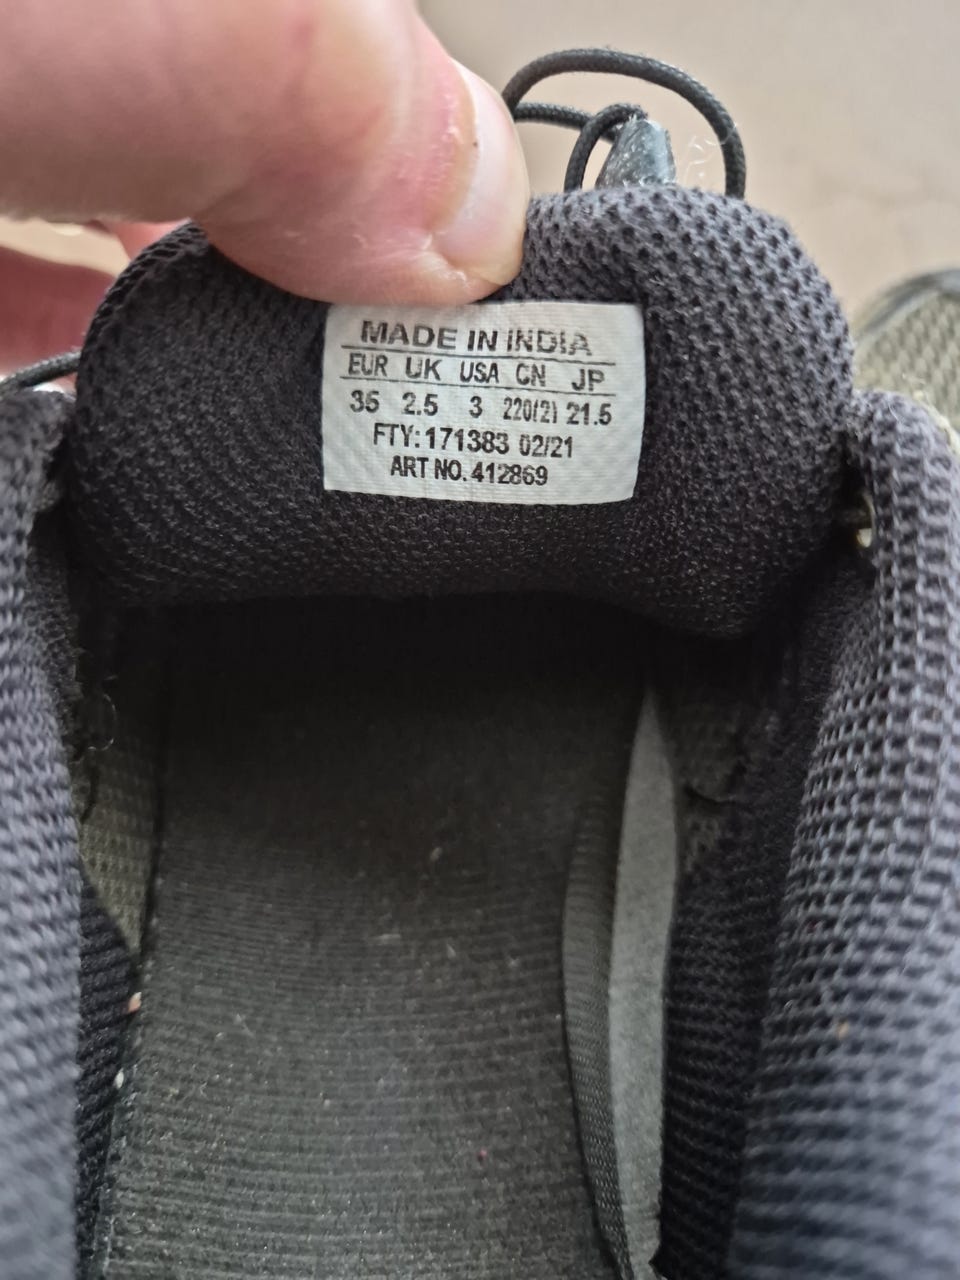 MADE IN INDIA
EUR UK USA CN JP
35 2.5 3 220(2) 21.5
FTY: 171383 02/21
ART NO. 412869